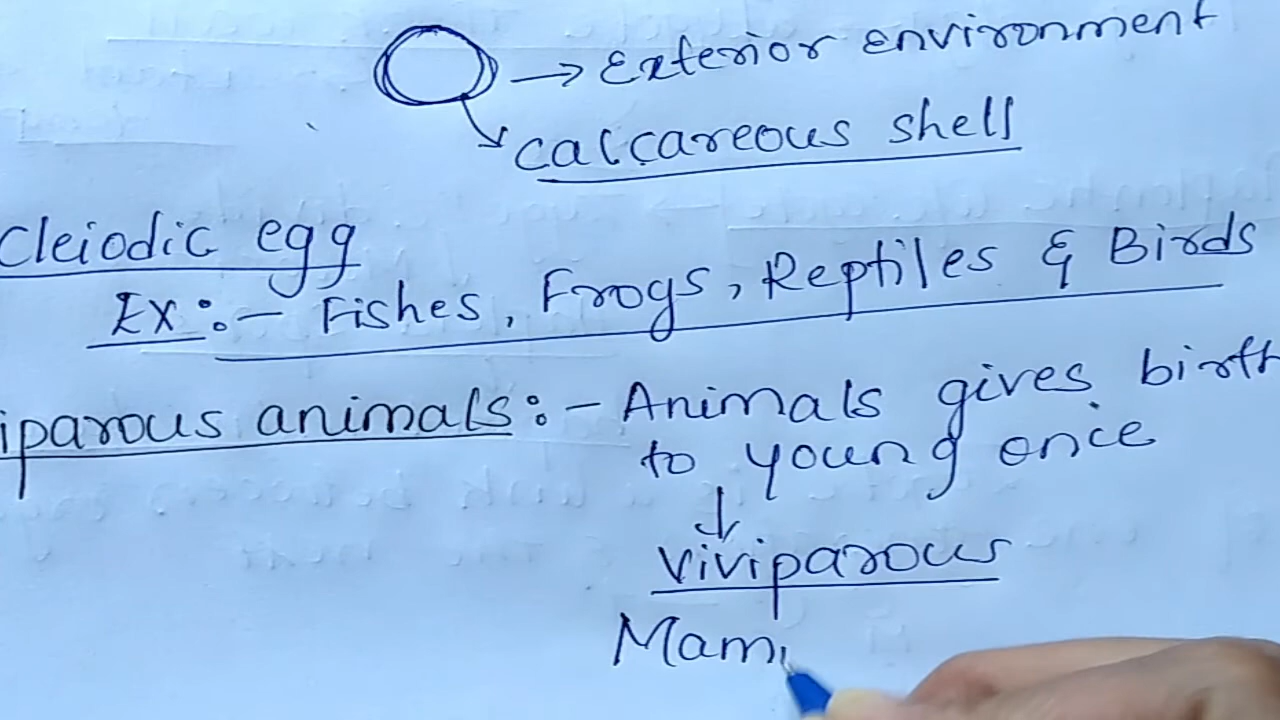 → Exterior environment
calcareous shell
Cleiodic egg
Ex:- Fishes, Frogs, Reptiles & Birds
iparous animals:- Animals gives birth
to young once
↓
viviparous
Mam